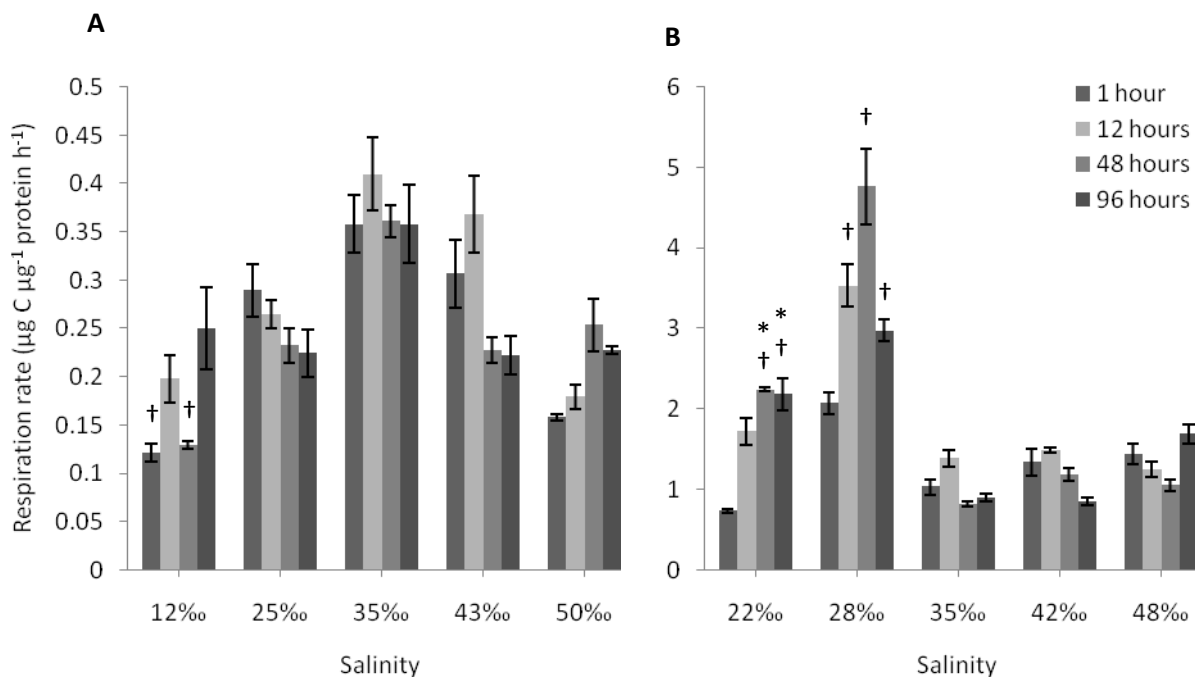 A
B
Respiration rate (µg C µg⁻¹ protein h⁻¹)
0.5
0.45
0.4
0.35
0.3
0.25
0.2
0.15
0.1
0.05
0
† †
12‰ 25‰ 35‰ 43‰ 50‰
Salinity
6
5
4
3
2
1
0
* *
† †
† † †
22‰ 28‰ 35‰ 42‰ 48‰
Salinity
1 hour
12 hours
48 hours
96 hours